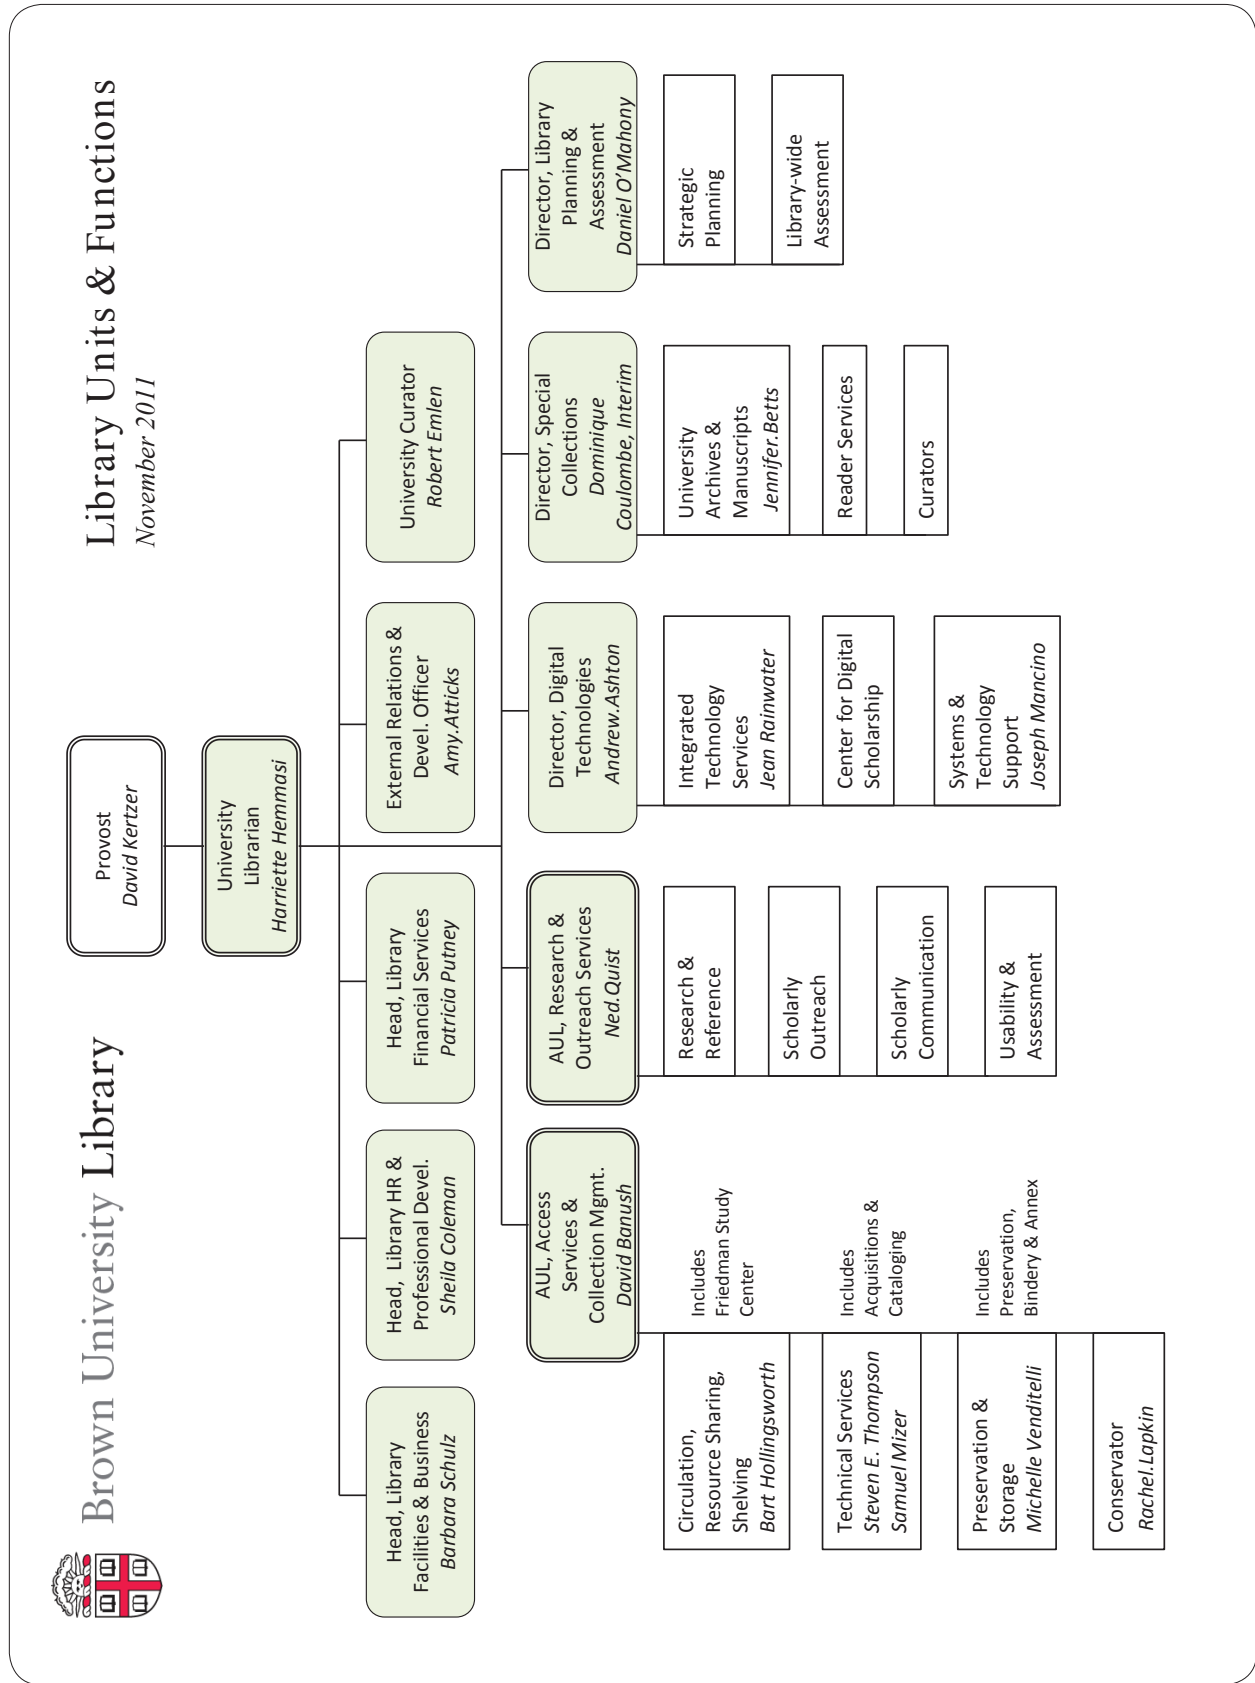 Brown University Library
Library Units & Functions
November 2011
Provost
David Kertzer
University
Librarian
Harriette Hemmasi
Head, Library
Facilities & Business
Barbara Schulz
Head,  Library HR &
Professional Devel.
Sheila Coleman
Head, Library
Financial Services
Patricia Putney
External Relations &
Devel. Officer
Amy.Atticks
University Curator
Robert Emlen
AUL, Access
Services &
Collection Mgmt.
David Banush
AUL, Research &
Outreach Services
Ned.Quist
Director, Digital
Technologies
Andrew.Ashton
Director, Special
Collections
Dominique
Coulombe, Interim
Director, Library
Planning &
Assessment
Daniel O’Mahony
Circulation,
Resource Sharing,
Shelving
Bart Hollingsworth
Includes
Friedman Study
Center
Technical Services
Steven E. Thompson
Samuel Mizer
Includes
Acquisitions &
Cataloging
Preservation &
Storage
Michelle Venditelli
Includes
Preservation,
Bindery & Annex
Conservator
Rachel.Lapkin
Research &
Reference
Scholarly
Outreach
Scholarly
Communication
Usability &
Assessment
Integrated
Technology
Services
Jean Rainwater
Center for Digital
Scholarship
Systems &
Technology
Support
Joseph Mancino
University
Archives &
Manuscripts
Jennifer.Betts
Reader Services
Curators
Strategic
Planning
Library-wide
Assessment